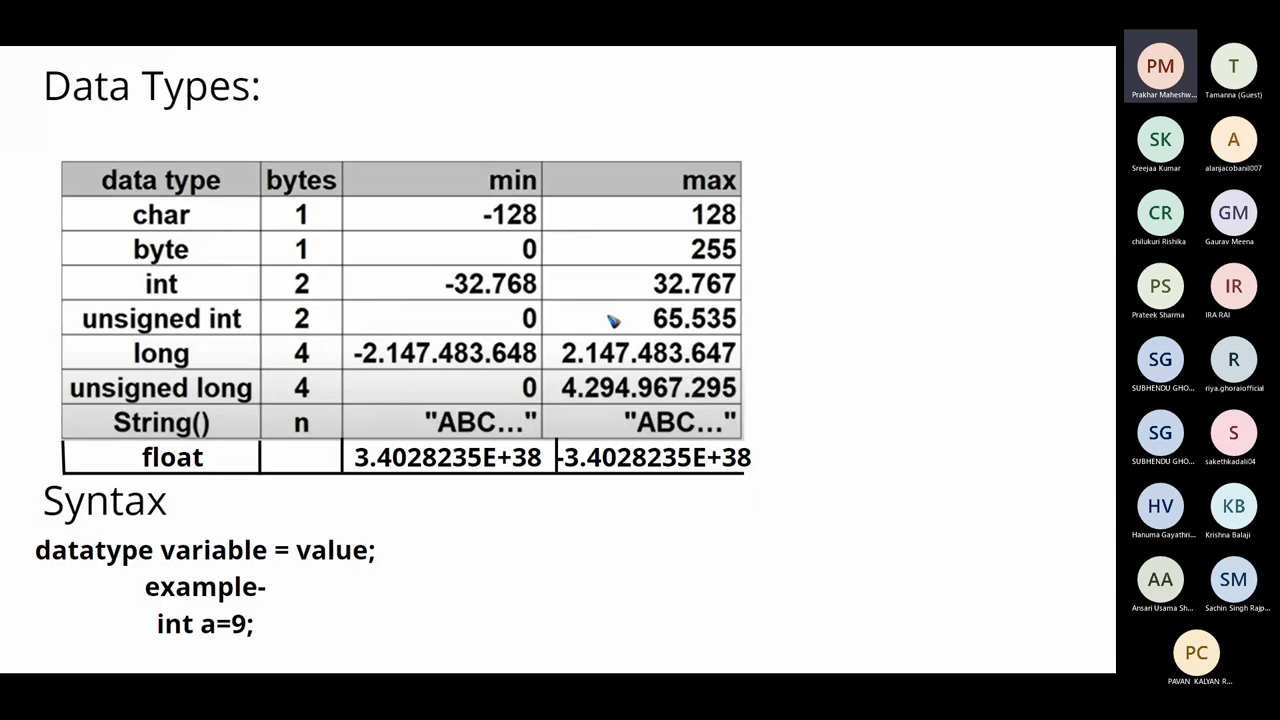 Data Types:
data type bytes min max
char 1 -128 128
byte 1 0 255
int 2 -32.768 32.767
unsigned int 2 0 65.535
long 4 -2.147.483.648 2.147.483.647
unsigned long 4 0 4.294.967.295
String() n "ABC..." "ABC..."
float 3.4028235E+38 -3.4028235E+38
Syntax
datatype variable = value;
example-
int a=9;
PM T
Prakhar Maheshw... Tamanna (Guest)
SK A
Sreejaa Kumar alanjacobanil007
CR GM
chilukuri Rishika Gaurav Meena
PS IR
Prateek Sharma IRA RAI
SG R
SUBHENDU GHO... riya.ghoraiofficial
SG S
SUBHENDU GHO... sakethkadali04
HV KB
Hanuma Gayathri... Krishna Balaji
AA SM
Ansari Usama Sh... Sachin Singh Rajp...
PC
PAVAN KALYAN R...